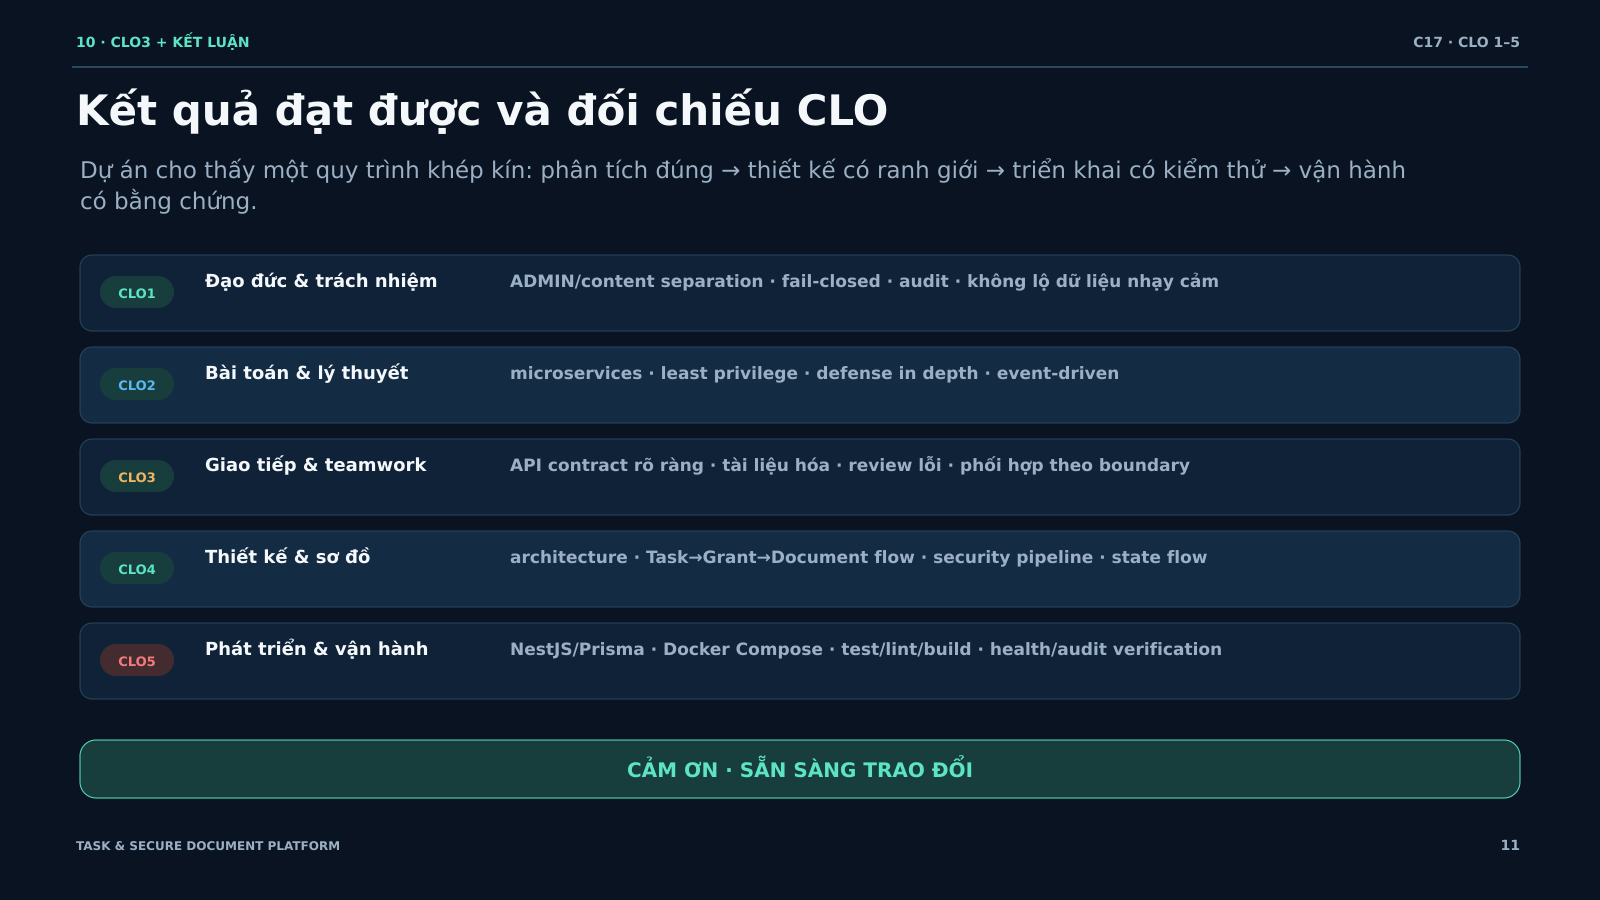 10 · CLO3 + KẾT LUẬN
C17 · CLO 1–5
Kết quả đạt được và đối chiếu CLO
Dự án cho thấy một quy trình khép kín: phân tích đúng → thiết kế có ranh giới → triển khai có kiểm thử → vận hành
có bằng chứng.
CLO1 Đạo đức & trách nhiệm ADMIN/content separation · fail-closed · audit · không lộ dữ liệu nhạy cảm
CLO2 Bài toán & lý thuyết microservices · least privilege · defense in depth · event-driven
CLO3 Giao tiếp & teamwork API contract rõ ràng · tài liệu hóa · review lỗi · phối hợp theo boundary
CLO4 Thiết kế & sơ đồ architecture · Task→Grant→Document flow · security pipeline · state flow
CLO5 Phát triển & vận hành NestJS/Prisma · Docker Compose · test/lint/build · health/audit verification
CẢM ƠN · SẴN SÀNG TRAO ĐỔI
TASK & SECURE DOCUMENT PLATFORM
11